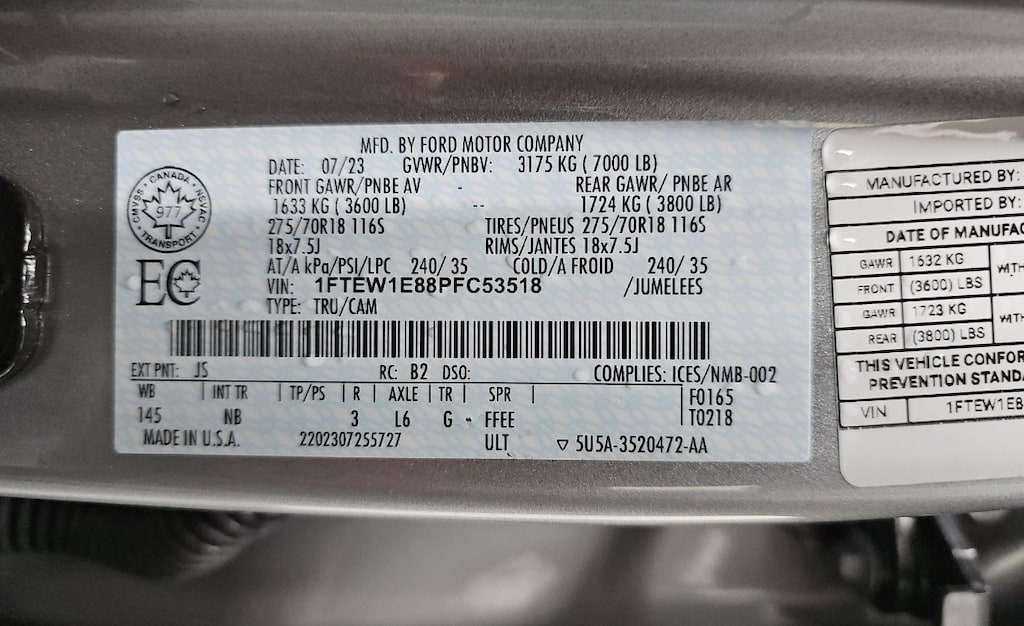 MFD. BY FORD MOTOR COMPANY
DATE: 07/23 GVWR/PNBV: 3175 KG ( 7000 LB)
FRONT GAWR/PNBE AV - REAR GAWR/ PNBE AR
1633 KG ( 3600 LB) -- 1724 KG ( 3800 LB)
275/70R18 116S TIRES/PNEUS 275/70R18 116S
18x7.5J RIMS/JANTES 18x7.5J
AT/A kPa/PSI/LPC 240/ 35 COLD/A FROID 240/ 35
VIN: 1FTEW1E88PFC53518 /JUMELEES
TYPE: TRU/CAM
CANADA
CMVSS NSVAC
977
TRANSPORT
EC
EXT PNT: JS RC: B2 DSO: COMPLIES: ICES/NMB-002
WB INT TR TP/PS R AXLE TR SPR F0165
145 NB 3 L6 G - FFEE T0218
MADE IN U.S.A. 2202307255727 ULT ▽ 5U5A-3520472-AA
MANUFACTURED BY:
IMPORTED BY:
DATE OF MANUFAC
GAWR 1632 KG
FRONT (3600) LBS WITH
GAWR 1723 KG
REAR (3800) LBS WITH
THIS VEHICLE CONFOR
PREVENTION STANDA
VIN 1FTEW1E8